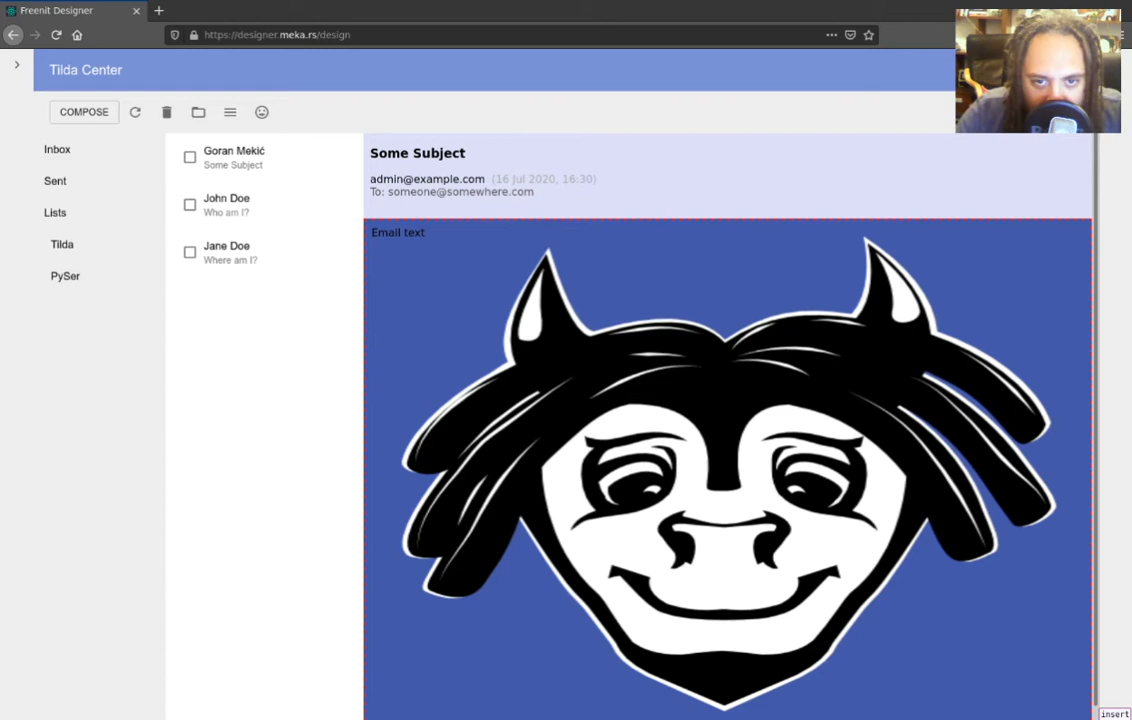 Freenit Designer
https://designer.meka.rs/design
Tilda Center
COMPOSE
Inbox
Sent
Lists
Tilda
PySer
Goran Mekić
Some Subject
John Doe
Who am I?
Jane Doe
Where am I?
Some Subject
admin@example.com (16 Jul 2020, 16:30)
To: someone@somewhere.com
Email text
insert